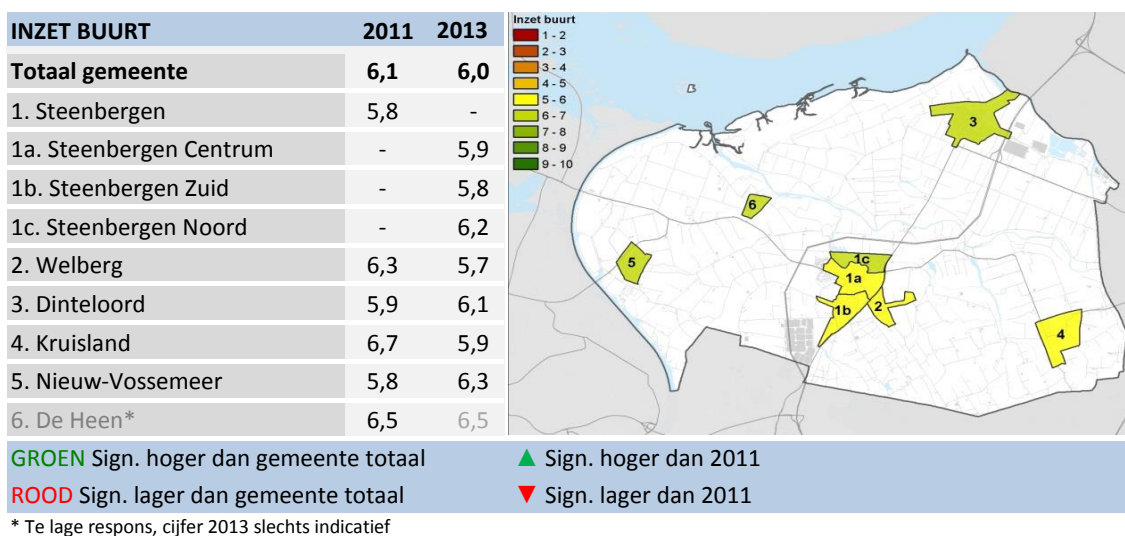 INZET BUURT 2011 2013
Totaal gemeente 6,1 6,0
1. Steenbergen 5,8 -
1a. Steenbergen Centrum - 5,9
1b. Steenbergen Zuid - 5,8
1c. Steenbergen Noord - 6,2
2. Welberg 6,3 5,7
3. Dinteloord 5,9 6,1
4. Kruisland 6,7 5,9
5. Nieuw-Vossemeer 5,8 6,3
6. De Heen* 6,5 6,5
Inzet buurt
1 - 2
2 - 3
3 - 4
4 - 5
5 - 6
6 - 7
7 - 8
8 - 9
9 - 10
3
6
5
1c
1a
1b 2
4
GROEN Sign. hoger dan gemeente totaal ▲ Sign. hoger dan 2011
ROOD Sign. lager dan gemeente totaal ▼ Sign. lager dan 2011
* Te lage respons, cijfer 2013 slechts indicatief